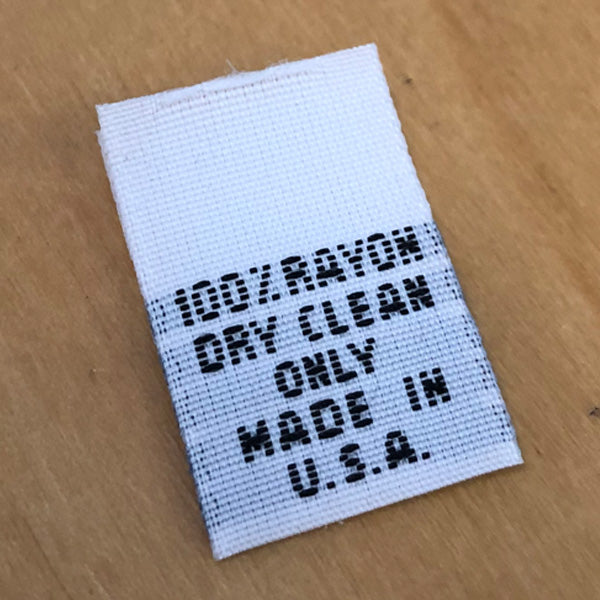 100% RAYON
DRY CLEAN
ONLY
MADE IN
U.S.A.